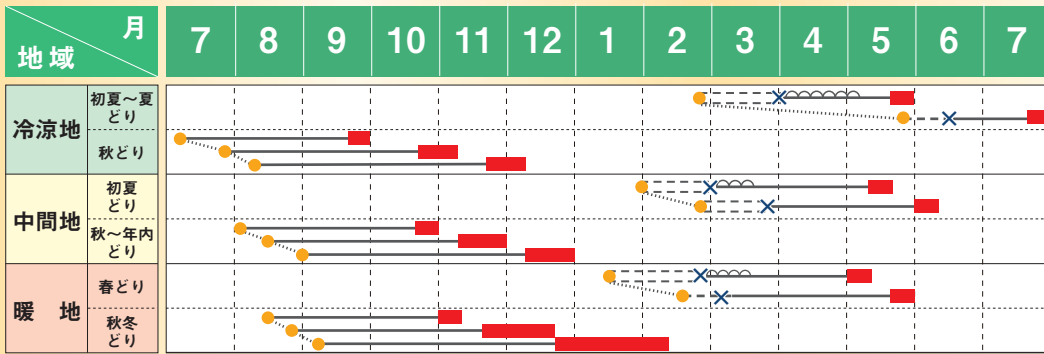 月
地域
7 8 9 10 11 12 1 2 3 4 5 6 7
冷涼地
初夏～夏
どり
秋どり
中間地
初夏
どり
秋～年内
どり
暖 地
春どり
秋冬
どり